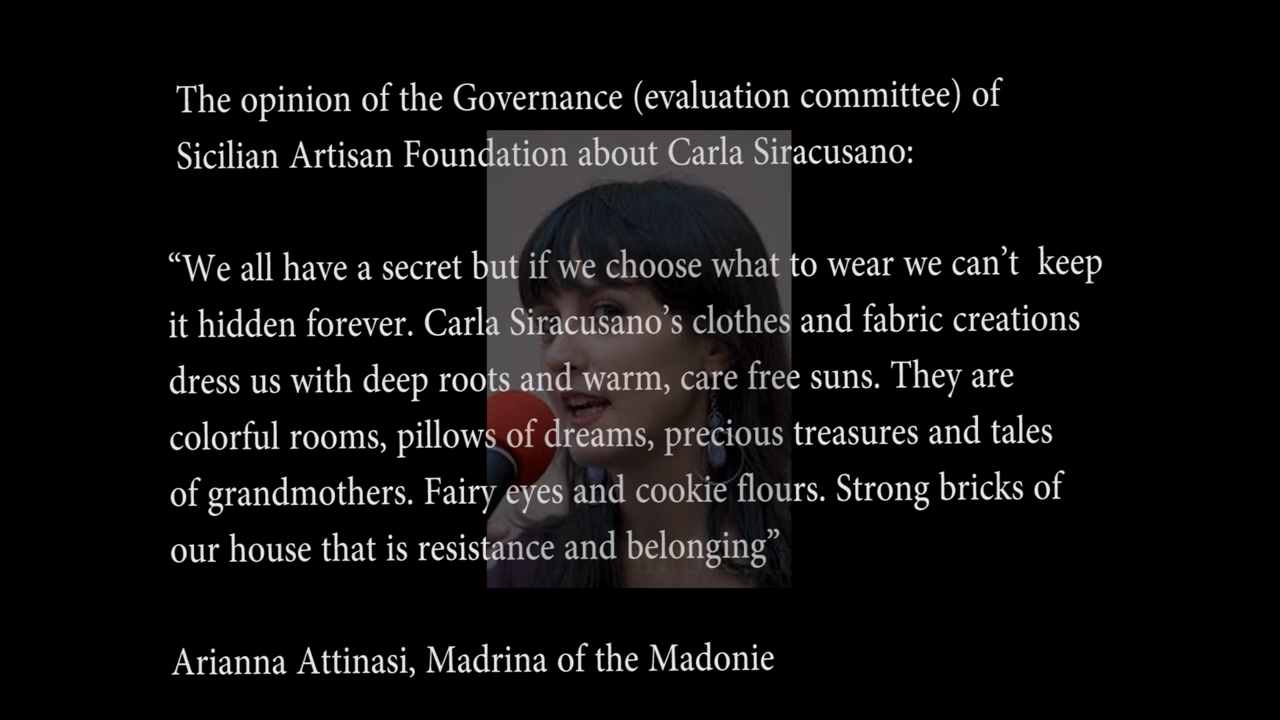 The opinion of the Governance (evaluation committee) of
Sicilian Artisan Foundation about Carla Siracusano:
“We all have a secret but if we choose what to wear we can’t keep
it hidden forever. Carla Siracusano’s clothes and fabric creations
dress us with deep roots and warm, care free suns. They are
colorful rooms, pillows of dreams, precious treasures and tales
of grandmothers. Fairy eyes and cookie flours. Strong bricks of
our house that is resistance and belonging”
Arianna Attinasi, Madrina of the Madonie